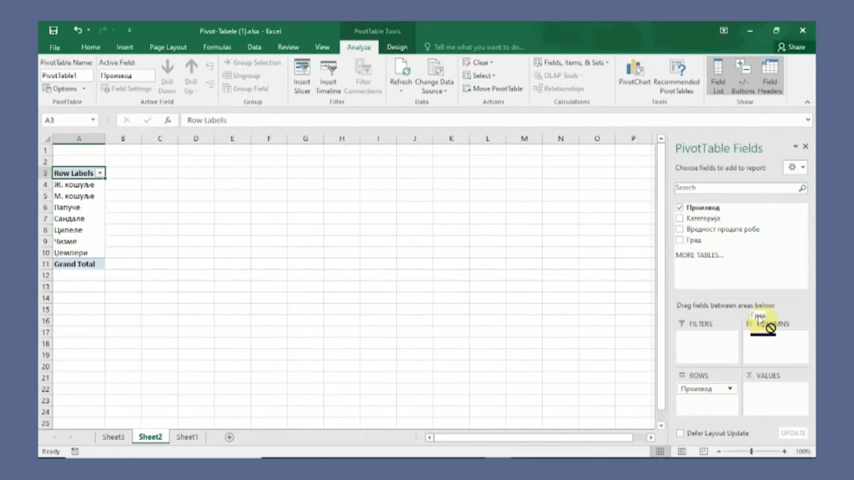 Pivot-Tabele (1).xlsx - Excel
PivotTable Tools
File Home Insert Page Layout Formulas Data Review View Analyze Design Tell me what you want to do... Share
PivotTable Name: Active Field:
PivotTable1 Производ
Options Field Settings
Drill Down Drill Up
Group Selection
Ungroup
Group Field
Insert Slicer Insert Timeline Filter Connections
Refresh Change Data Source
Clear
Select
Move PivotTable
Fields, Items, & Sets
OLAP Tools
Relationships
PivotChart Recommended PivotTables
Field List +/- Buttons Field Headers
PivotTable Active Field Group Filter Data Actions Calculations Tools Show
A3 Row Labels
A B C D E F G H I J K L M N O P
1
2
3 Row Labels
4 Ж. кошуље
5 М. кошуље
6 Папуче
7 Сандале
8 Ципеле
9 Чизме
10 Џемпери
11 Grand Total
12
13
14
15
16
17
18
19
20
21
22
23
24
25
PivotTable Fields
Choose fields to add to report:
Search
Производ
Категорија
Вредност продате робе
Град
MORE TABLES...
Drag fields between areas below:
Град
FILTERS
ROWS VALUES
Производ
Defer Layout Update UPDATE
Sheet3 Sheet2 Sheet1
Ready 100%